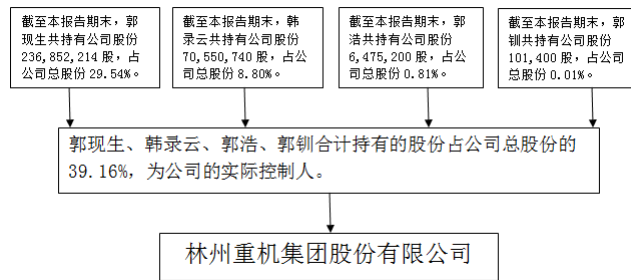 截至本报告期末，郭
现生共持有公司股份
236,852,214 股，占
公司总股份 29.54%。
截至本报告期末，韩
录云共持有公司股份
70,550,740 股，占公
司总股份 8.80%。
截至本报告期末，郭
浩共持有公司股份
6,475,200 股，占公
司总股份 0.81%。
截至本报告期末，郭
钏共持有公司股份
101,400 股，占公司
总股份 0.01%。
郭现生、韩录云、郭浩、郭钏合计持有的股份占公司总股份的
39.16%，为公司的实际控制人。
林州重机集团股份有限公司